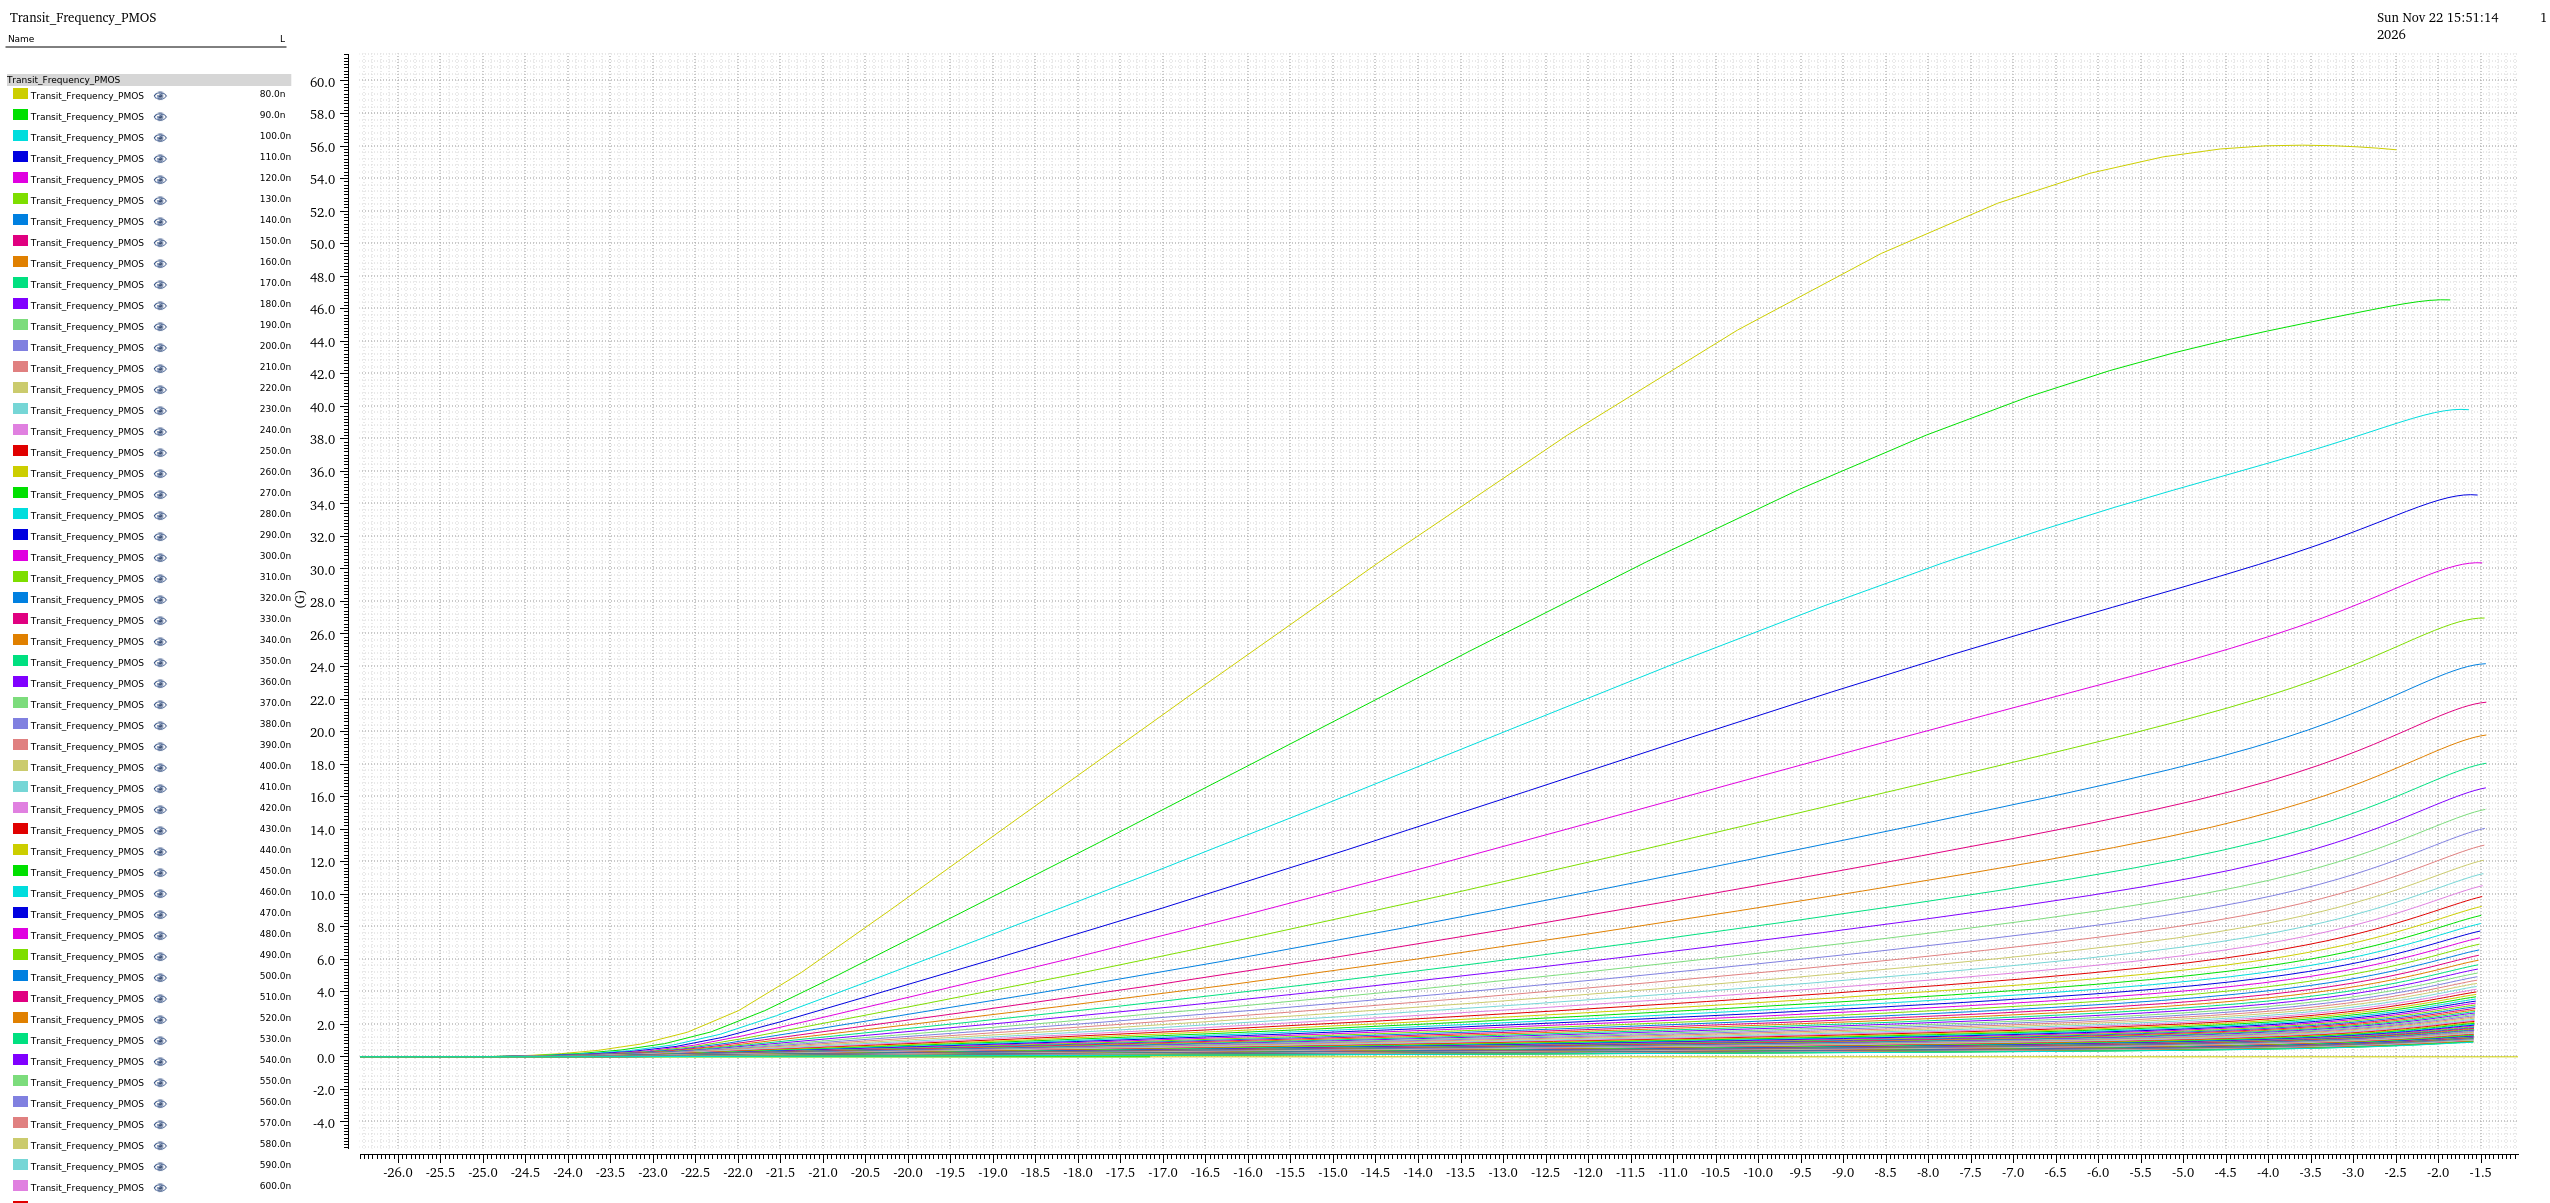 Transit_Frequency_PMOS
Sun Nov 22 15:51:14 1
2026
Name L
Transit_Frequency_PMOS
Transit_Frequency_PMOS 80.0n
Transit_Frequency_PMOS 90.0n
Transit_Frequency_PMOS 100.0n
Transit_Frequency_PMOS 110.0n
Transit_Frequency_PMOS 120.0n
Transit_Frequency_PMOS 130.0n
Transit_Frequency_PMOS 140.0n
Transit_Frequency_PMOS 150.0n
Transit_Frequency_PMOS 160.0n
Transit_Frequency_PMOS 170.0n
Transit_Frequency_PMOS 180.0n
Transit_Frequency_PMOS 190.0n
Transit_Frequency_PMOS 200.0n
Transit_Frequency_PMOS 210.0n
Transit_Frequency_PMOS 220.0n
Transit_Frequency_PMOS 230.0n
Transit_Frequency_PMOS 240.0n
Transit_Frequency_PMOS 250.0n
Transit_Frequency_PMOS 260.0n
Transit_Frequency_PMOS 270.0n
Transit_Frequency_PMOS 280.0n
Transit_Frequency_PMOS 290.0n
Transit_Frequency_PMOS 300.0n
Transit_Frequency_PMOS 310.0n
Transit_Frequency_PMOS 320.0n
Transit_Frequency_PMOS 330.0n
Transit_Frequency_PMOS 340.0n
Transit_Frequency_PMOS 350.0n
Transit_Frequency_PMOS 360.0n
Transit_Frequency_PMOS 370.0n
Transit_Frequency_PMOS 380.0n
Transit_Frequency_PMOS 390.0n
Transit_Frequency_PMOS 400.0n
Transit_Frequency_PMOS 410.0n
Transit_Frequency_PMOS 420.0n
Transit_Frequency_PMOS 430.0n
Transit_Frequency_PMOS 440.0n
Transit_Frequency_PMOS 450.0n
Transit_Frequency_PMOS 460.0n
Transit_Frequency_PMOS 470.0n
Transit_Frequency_PMOS 480.0n
Transit_Frequency_PMOS 490.0n
Transit_Frequency_PMOS 500.0n
Transit_Frequency_PMOS 510.0n
Transit_Frequency_PMOS 520.0n
Transit_Frequency_PMOS 530.0n
Transit_Frequency_PMOS 540.0n
Transit_Frequency_PMOS 550.0n
Transit_Frequency_PMOS 560.0n
Transit_Frequency_PMOS 570.0n
Transit_Frequency_PMOS 580.0n
Transit_Frequency_PMOS 590.0n
Transit_Frequency_PMOS 600.0n
(G)
60.0
58.0
56.0
54.0
52.0
50.0
48.0
46.0
44.0
42.0
40.0
38.0
36.0
34.0
32.0
30.0
28.0
26.0
24.0
22.0
20.0
18.0
16.0
14.0
12.0
10.0
8.0
6.0
4.0
2.0
0.0
-2.0
-4.0
-26.0 -25.5 -25.0 -24.5 -24.0 -23.5 -23.0 -22.5 -22.0 -21.5 -21.0 -20.5 -20.0 -19.5 -19.0 -18.5 -18.0 -17.5 -17.0 -16.5 -16.0 -15.5 -15.0 -14.5 -14.0 -13.5 -13.0 -12.5 -12.0 -11.5 -11.0 -10.5 -10.0 -9.5 -9.0 -8.5 -8.0 -7.5 -7.0 -6.5 -6.0 -5.5 -5.0 -4.5 -4.0 -3.5 -3.0 -2.5 -2.0 -1.5